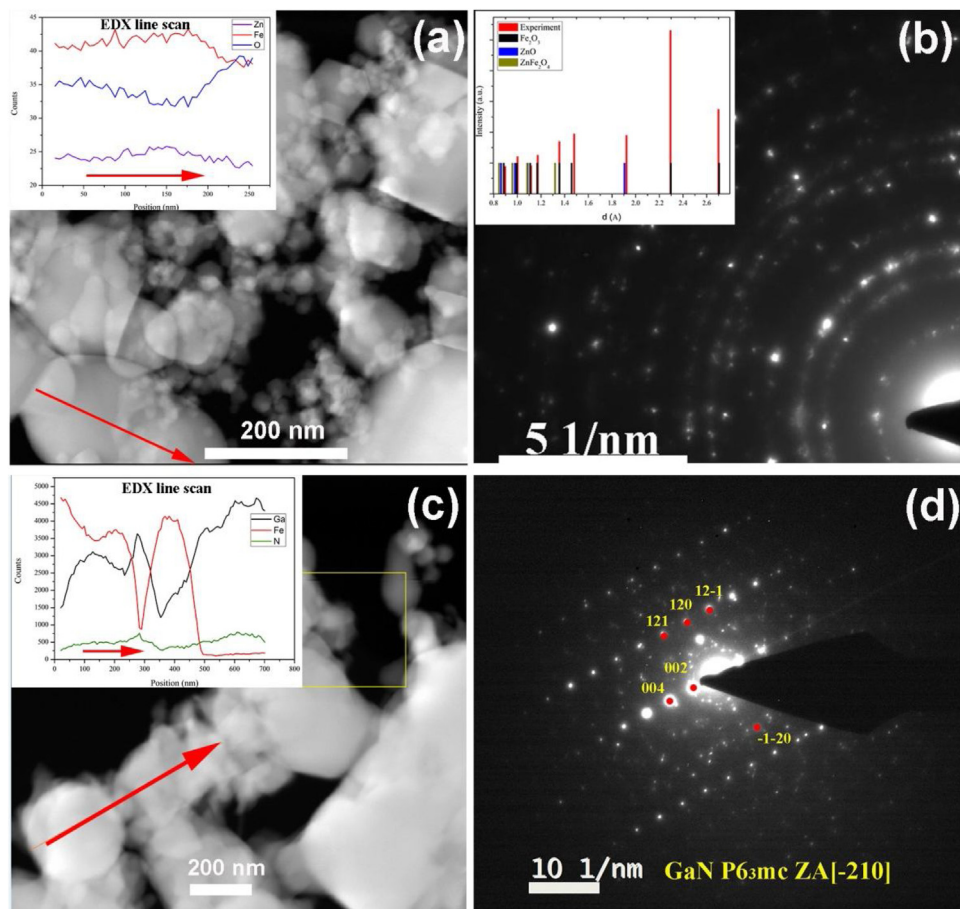 EDX line scan
Zn
Fe
O
(a)
45
40
35
30
25
20
Counts
0
50
100
150
200
250
Position (nm)
200 nm
(b)
Experiment
Fe₂O₃
ZnO
ZnFe₂O₄
Intensity (a.u.)
0.8 1.0 1.2 1.4 1.6 1.8 2.0 2.2 2.4 2.6
d (Å)
5 1/nm
EDX line scan
(c)
Ga
Fe
N
5000
4500
4000
3500
3000
2500
2000
1500
1000
500
0
Counts
0 100 200 300 400 500 600 700
Position (nm)
200 nm
(d)
12-1
120
121
002
004
-1-20
10 1/nm
GaN P6₃mc ZA[-210]